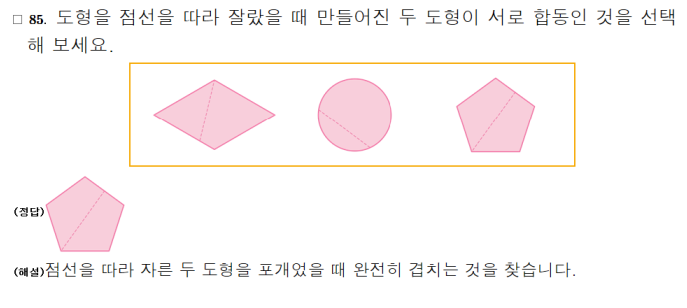 □ 85. 도형을 점선을 따라 잘랐을 때 만들어진 두 도형이 서로 합동인 것을 선택
해 보세요.
(정답)
(해설)점선을 따라 자른 두 도형을 포개었을 때 완전히 겹치는 것을 찾습니다.